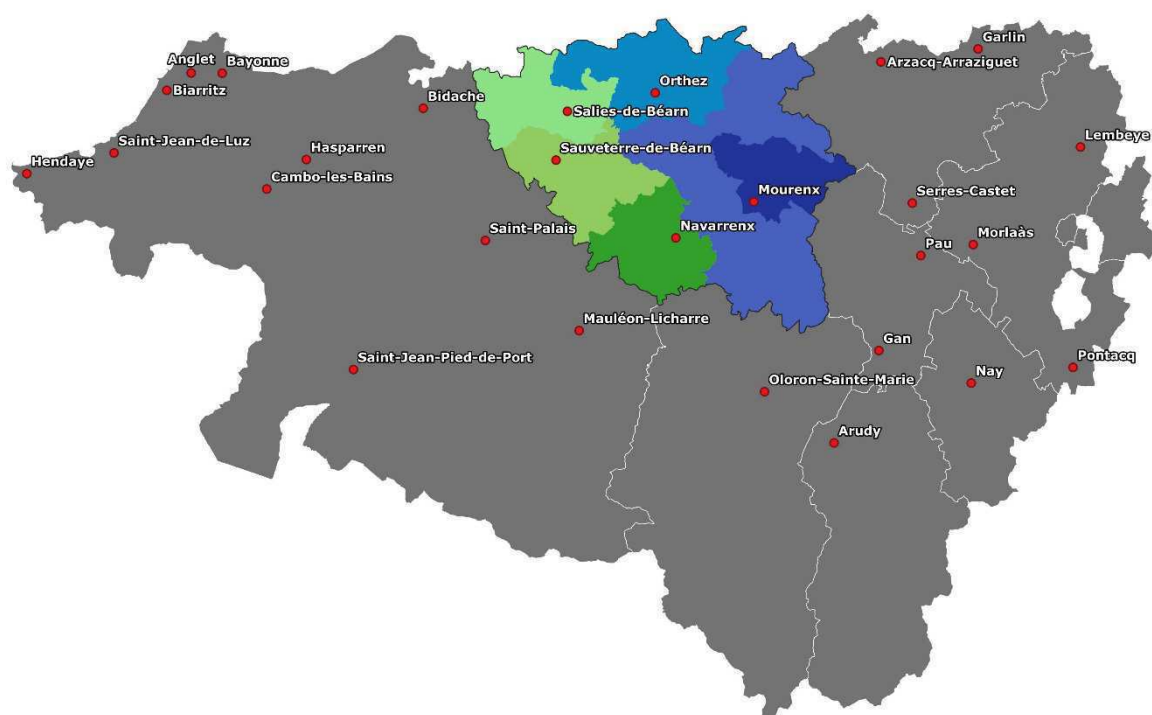 Garlin
Anglet
Bayonne
Arzacq-Arraziguet
Biarritz
Orthez
Bidache
Salies-de-Béarn
Saint-Jean-de-Luz
Hasparren
Sauveterre-de-Béarn
Lembeye
Hendaye
Cambo-les-Bains
Mourenx
Serres-Castet
Saint-Palais
Navarrenx
Pau
Morlaàs
Mauléon-Licharre
Saint-Jean-Pied-de-Port
Gan
Pontacq
Oloron-Sainte-Marie
Nay
Arudy